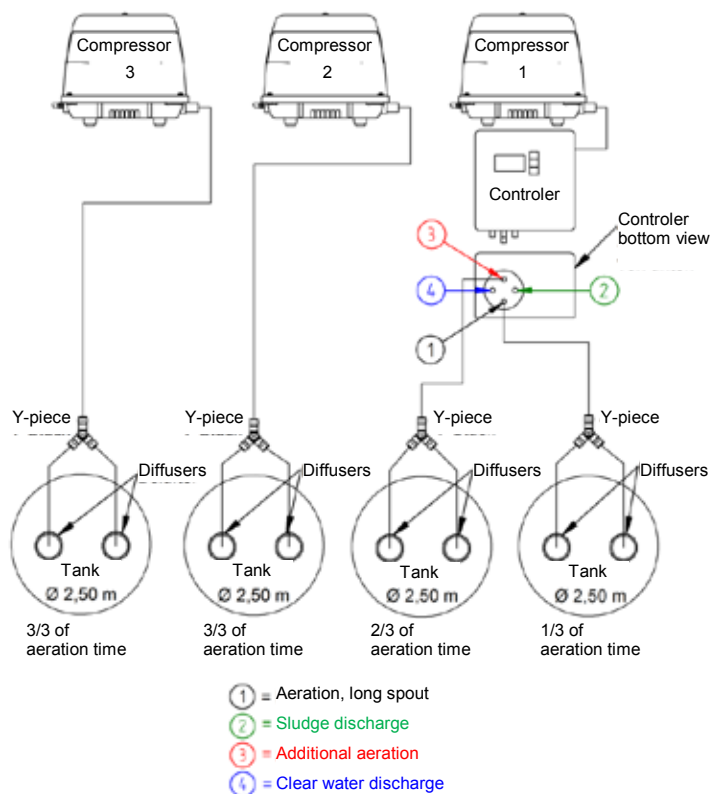 Compressor
3
Compressor
2
Compressor
1
Controler
Controler
bottom view
3
4
2
1
Y-piece
Y-piece
Y-piece
Y-piece
Diffusers
Diffusers
Diffusers
Diffusers
Tank
Ø 2,50 m
Tank
Ø 2,50 m
Tank
Ø 2,50 m
Tank
Ø 2,50 m
3/3 of
aeration time
3/3 of
aeration time
2/3 of
aeration time
1/3 of
aeration time
1 = Aeration, long spout
2 = Sludge discharge
3 = Additional aeration
4 = Clear water discharge